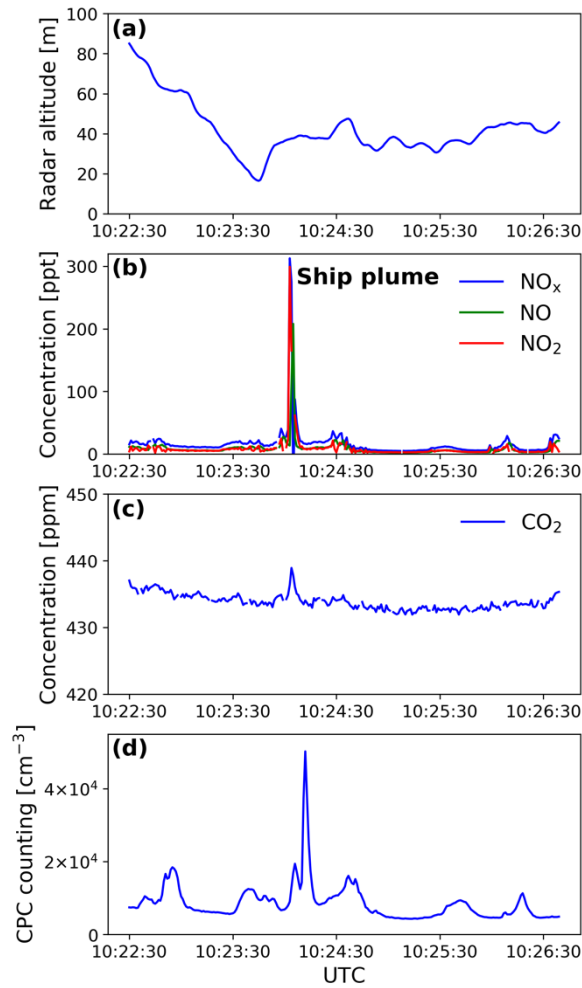 (a)
Radar altitude [m]
100
80
60
40
20
0
10:22:30 10:23:30 10:24:30 10:25:30 10:26:30
(b)
Ship plume
NOx
NO
NO2
Concentration [ppt]
300
200
100
0
10:22:30 10:23:30 10:24:30 10:25:30 10:26:30
(c)
CO2
Concentration [ppm]
450
440
430
420
10:22:30 10:23:30 10:24:30 10:25:30 10:26:30
(d)
CPC counting [cm⁻³]
4×10⁴
2×10⁴
0
10:22:30 10:23:30 10:24:30 10:25:30 10:26:30
UTC